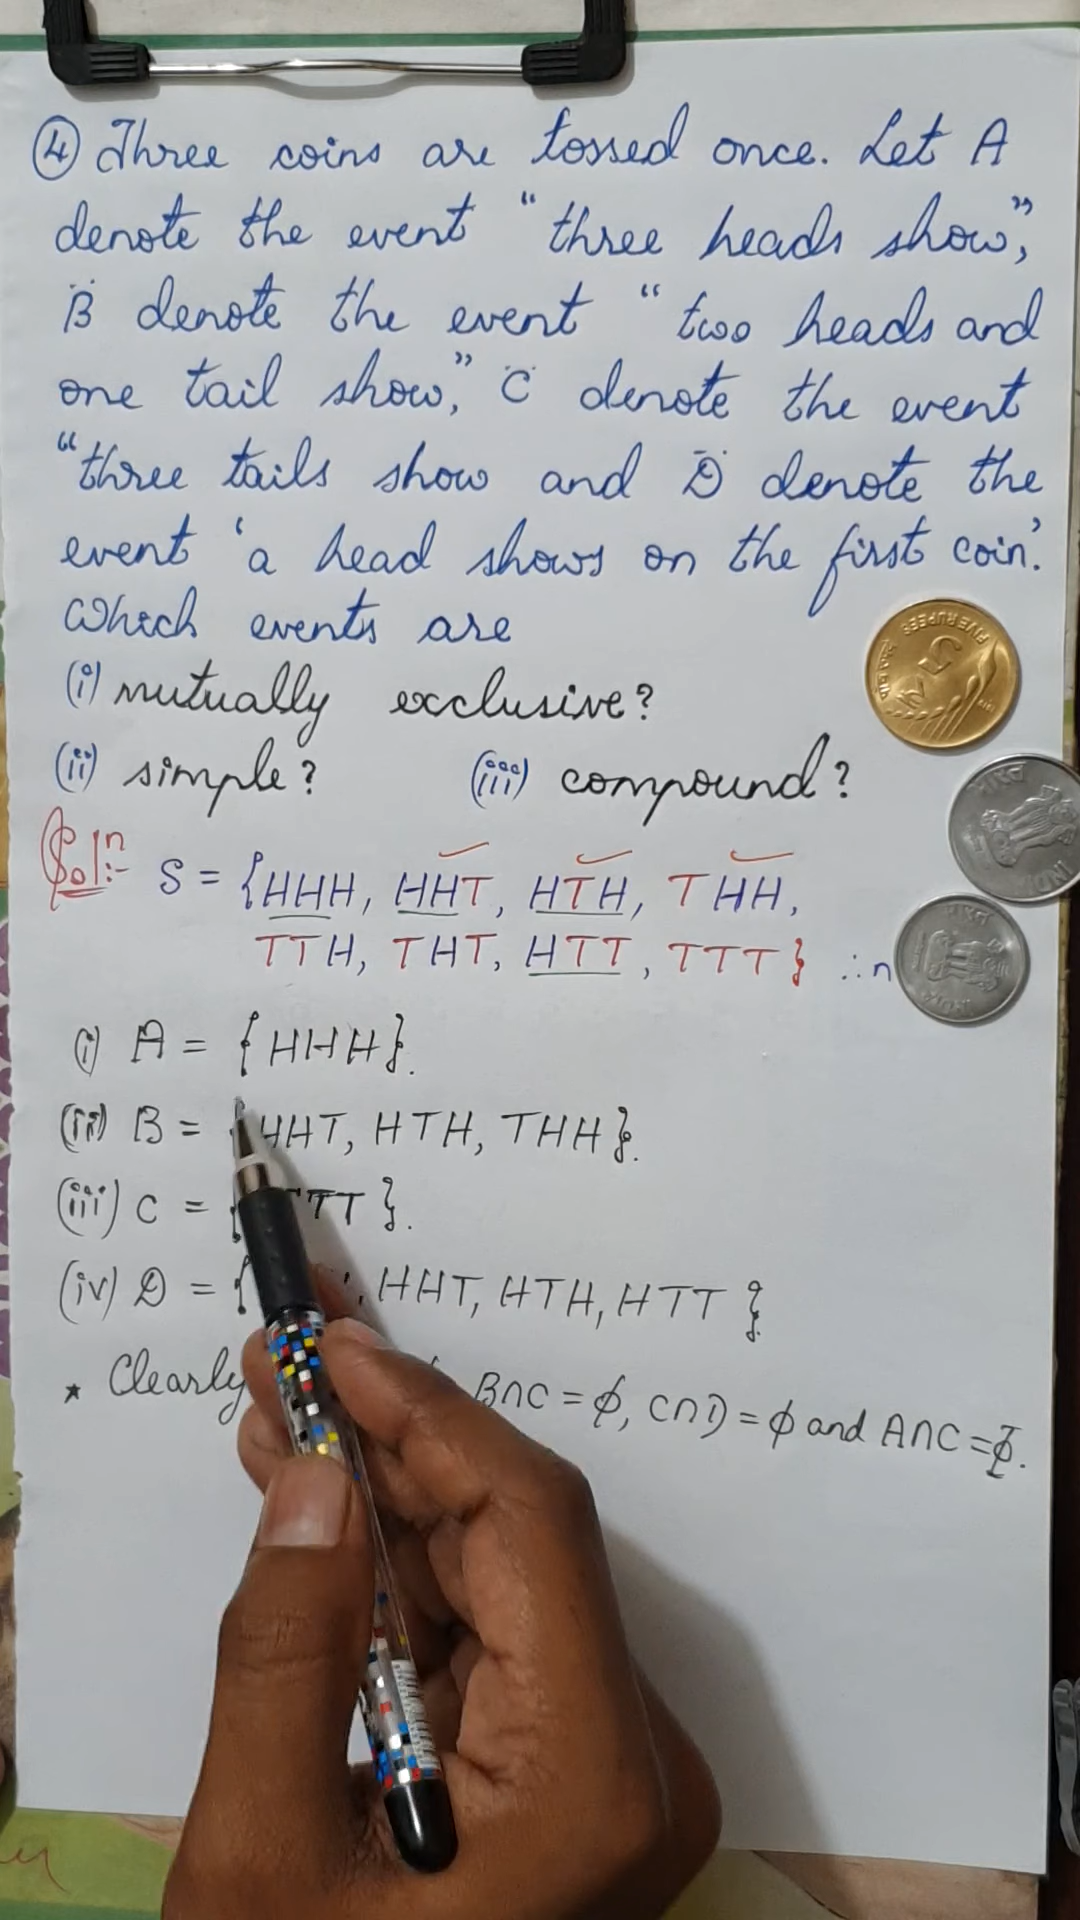 ④ Three coins are tossed once. Let A
denote the event "three heads show",
B denote the event "two heads and
one tail show", C denote the event
"three tails show and D denote the
event 'a head shows on the first coin'.
Which events are
(i) mutually exclusive?
(ii) simple? (iii) compound?
Solⁿ:- S = {HHH, HHT, HTH, THH,
TTH, THT, HTT, TTT} ∴ n
(i) A = {HHH}.
(ii) B = {HHT, HTH, THH}.
(iii) C = {TTT}.
(iv) D = { , HHT, HTH, HTT}
* Clearly B∩C = ϕ, C∩D = ϕ and A∩C = ϕ.
FIVE RUPEES